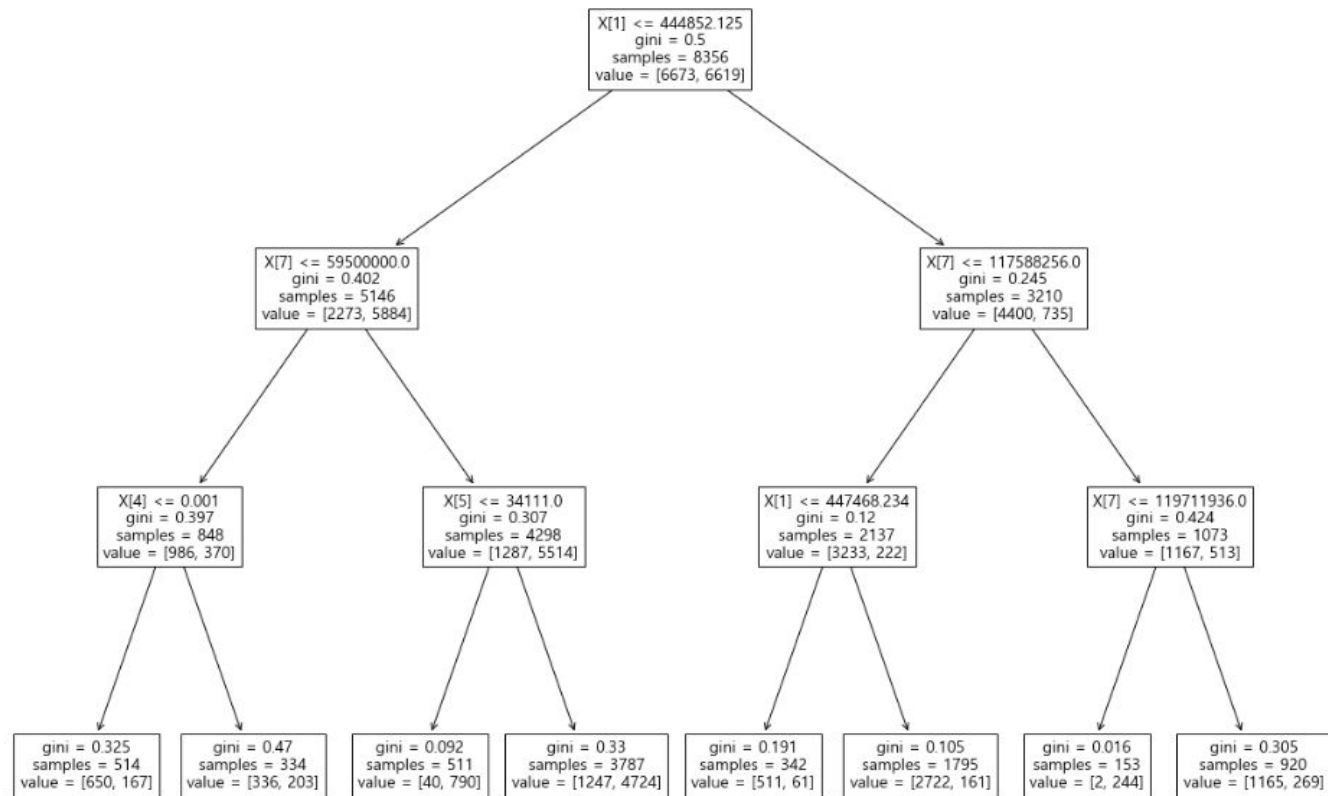 X[1] <= 444852.125
gini = 0.5
samples = 8356
value = [6673, 6619]
X[7] <= 59500000.0
gini = 0.402
samples = 5146
value = [2273, 5884]
X[7] <= 117588256.0
gini = 0.245
samples = 3210
value = [4400, 735]
X[4] <= 0.001
gini = 0.397
samples = 848
value = [986, 370]
X[5] <= 34111.0
gini = 0.307
samples = 4298
value = [1287, 5514]
X[1] <= 447468.234
gini = 0.12
samples = 2137
value = [3233, 222]
X[7] <= 119711936.0
gini = 0.424
samples = 1073
value = [1167, 513]
gini = 0.325
samples = 514
value = [650, 167]
gini = 0.47
samples = 334
value = [336, 203]
gini = 0.092
samples = 511
value = [40, 790]
gini = 0.33
samples = 3787
value = [1247, 4724]
gini = 0.191
samples = 342
value = [511, 61]
gini = 0.105
samples = 1795
value = [2722, 161]
gini = 0.016
samples = 153
value = [2, 244]
gini = 0.305
samples = 920
value = [1165, 269]